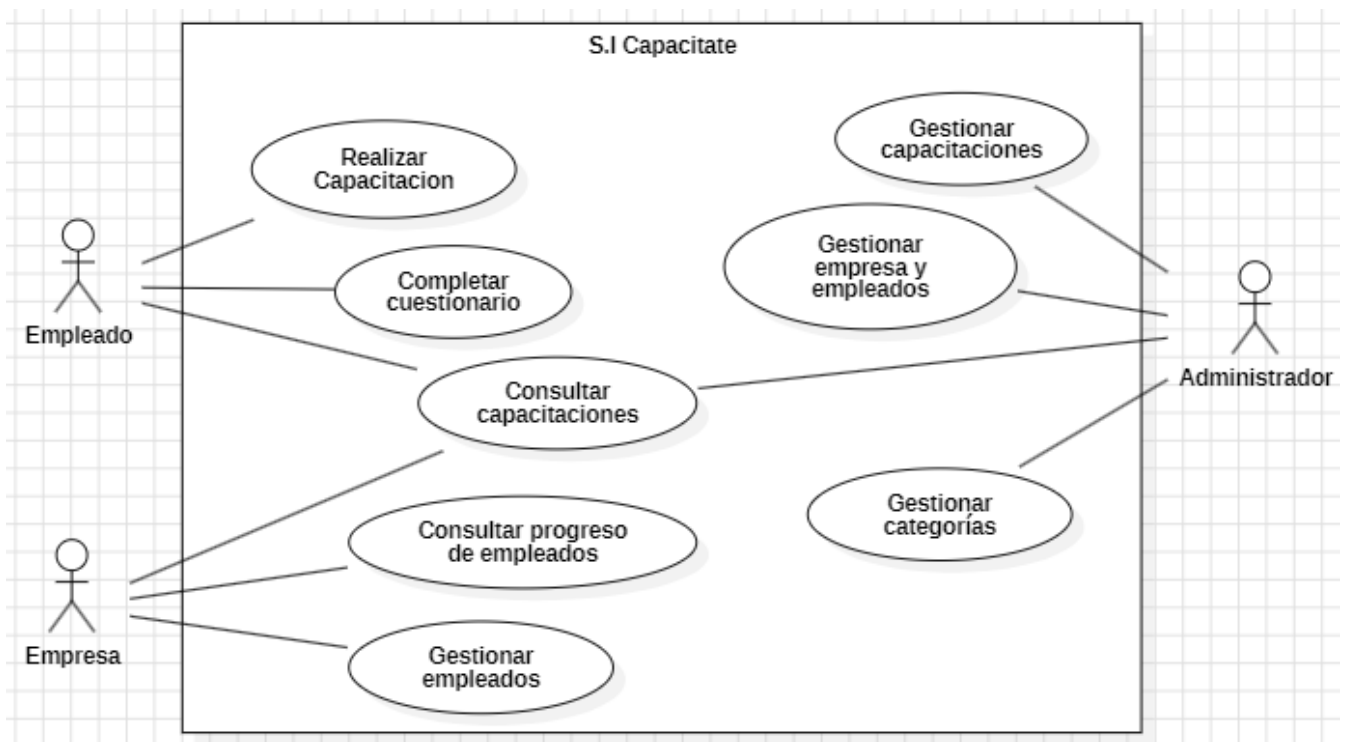 S.I Capacitate
Realizar
Capacitacion
Completar
cuestionario
Consultar
capacitaciones
Consultar progreso
de empleados
Gestionar
empleados
Gestionar
capacitaciones
Gestionar
empresa y
empleados
Gestionar
categorías
Empleado
Empresa
Administrador